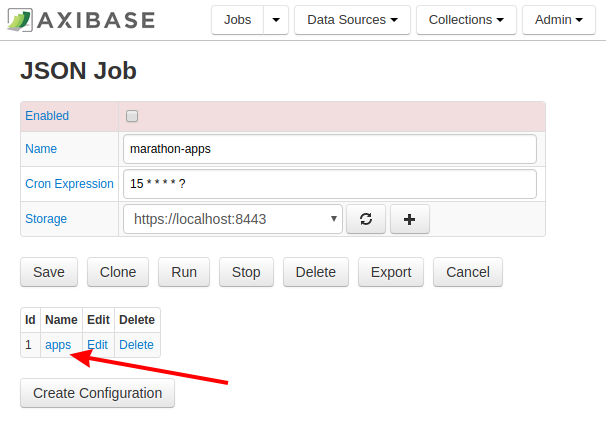 AXIBASE Jobs Data Sources Collections Admin
JSON Job
Enabled
Name marathon-apps
Cron Expression 15 * * * * ?
Storage https://localhost:8443
Save Clone Run Stop Delete Export Cancel
Id Name Edit Delete
1 apps Edit Delete
Create Configuration